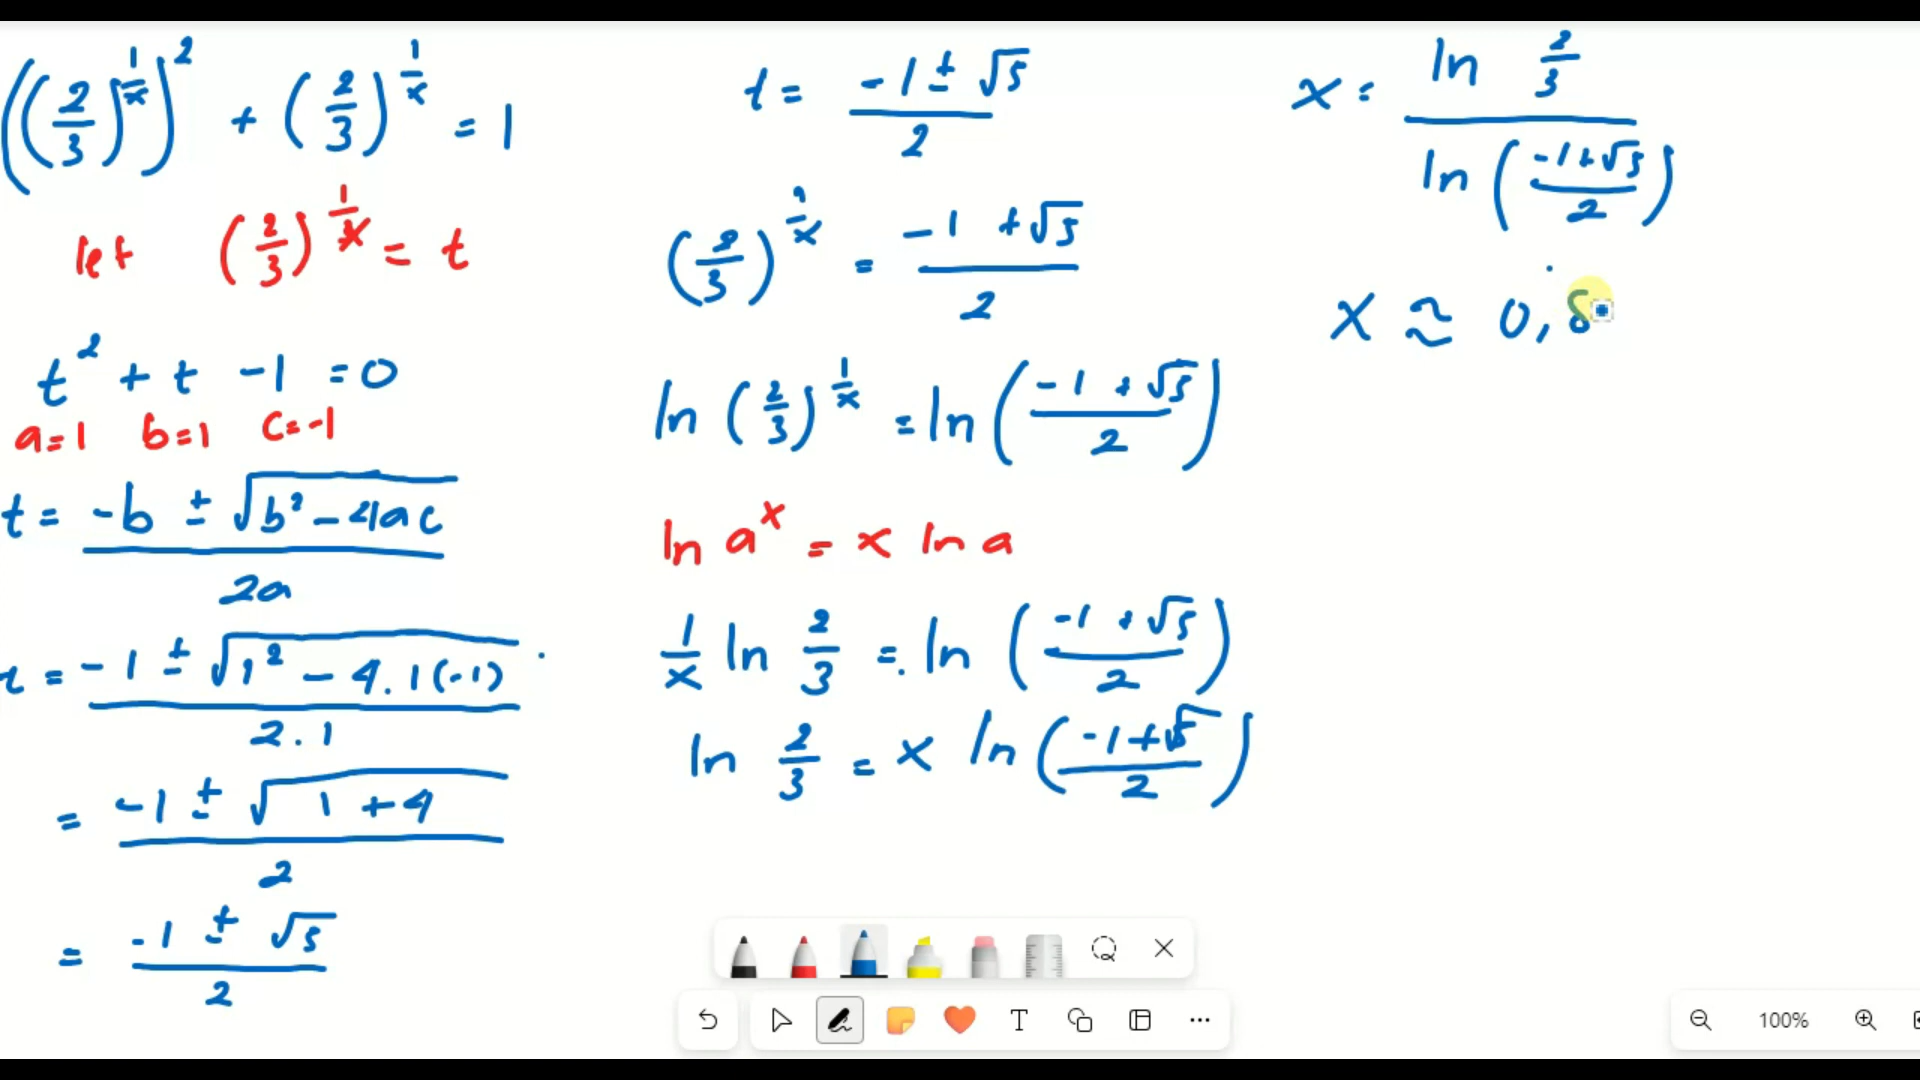 ((2/3)^(1/x))^2 + (2/3)^(1/x) = 1
let (2/3)^(1/x) = t
t^2 + t - 1 = 0
a=1 b=1 c=-1
t = (-b ± √(b² - 4ac))/2a
t = (-1 ± √(1² - 4.1(-1)))/2.1
= (-1 ± √(1 + 4))/2
= (-1 ± √5)/2
t = (-1 ± √5)/2
(2/3)^(1/x) = (-1 + √5)/2
ln (2/3)^(1/x) = ln ((-1 + √5)/2)
ln a^x = x ln a
1/x ln 2/3 = ln ((-1 + √5)/2)
ln 2/3 = x ln ((-1+√5)/2)
x = ln 2/3 / ln ((-1+√5)/2)
x ≈ 0,8
T
100%